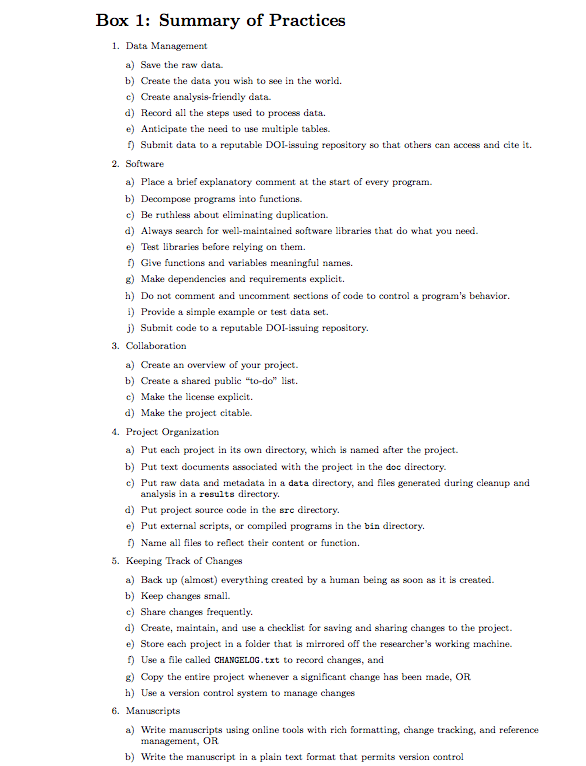 Box 1: Summary of Practices
1. Data Management
a) Save the raw data.
b) Create the data you wish to see in the world.
c) Create analysis-friendly data.
d) Record all the steps used to process data.
e) Anticipate the need to use multiple tables.
f) Submit data to a reputable DOI-issuing repository so that others can access and cite it.
2. Software
a) Place a brief explanatory comment at the start of every program.
b) Decompose programs into functions.
c) Be ruthless about eliminating duplication.
d) Always search for well-maintained software libraries that do what you need.
e) Test libraries before relying on them.
f) Give functions and variables meaningful names.
g) Make dependencies and requirements explicit.
h) Do not comment and uncomment sections of code to control a program's behavior.
i) Provide a simple example or test data set.
j) Submit code to a reputable DOI-issuing repository.
3. Collaboration
a) Create an overview of your project.
b) Create a shared public "to-do" list.
c) Make the license explicit.
d) Make the project citable.
4. Project Organization
a) Put each project in its own directory, which is named after the project.
b) Put text documents associated with the project in the doc directory.
c) Put raw data and metadata in a data directory, and files generated during cleanup and
analysis in a results directory.
d) Put project source code in the src directory.
e) Put external scripts, or compiled programs in the bin directory.
f) Name all files to reflect their content or function.
5. Keeping Track of Changes
a) Back up (almost) everything created by a human being as soon as it is created.
b) Keep changes small.
c) Share changes frequently.
d) Create, maintain, and use a checklist for saving and sharing changes to the project.
e) Store each project in a folder that is mirrored off the researcher's working machine.
f) Use a file called CHANGELOG.txt to record changes, and
g) Copy the entire project whenever a significant change has been made, OR
h) Use a version control system to manage changes
6. Manuscripts
a) Write manuscripts using online tools with rich formatting, change tracking, and reference
management, OR
b) Write the manuscript in a plain text format that permits version control